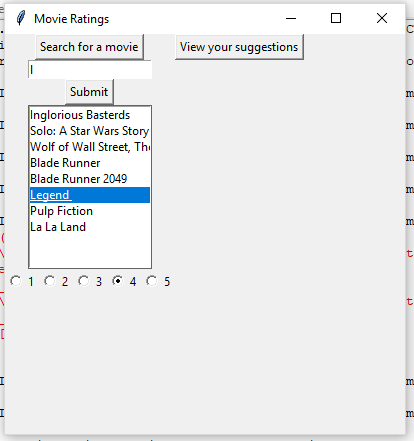 Movie Ratings
Search for a movie View your suggestions
l
Submit
Inglorious Basterds
Solo: A Star Wars Story
Wolf of Wall Street, The
Blade Runner
Blade Runner 2049
Legend
Pulp Fiction
La La Land
1 2 3 4 5